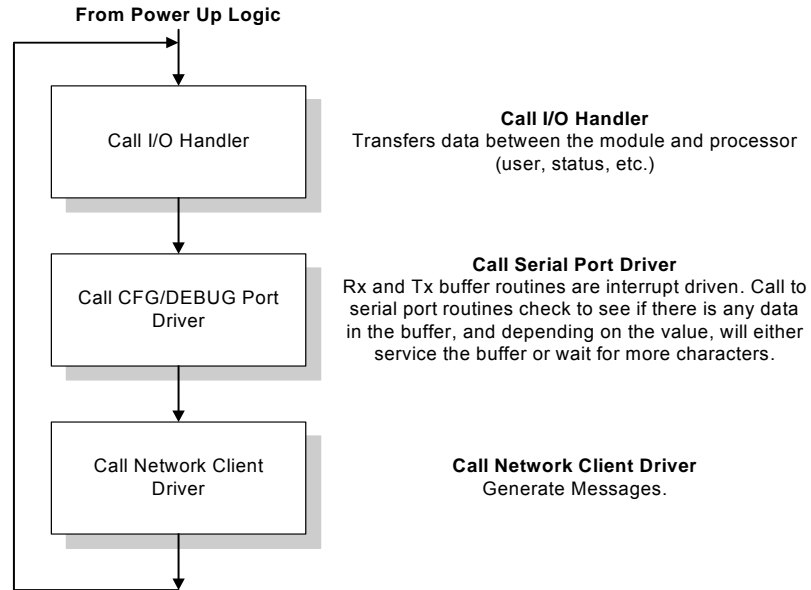 From Power Up Logic
Call I/O Handler
Call I/O Handler
Transfers data between the module and processor
(user, status, etc.)
Call CFG/DEBUG Port
Driver
Call Serial Port Driver
Rx and Tx buffer routines are interrupt driven. Call to
serial port routines check to see if there is any data
in the buffer, and depending on the value, will either
service the buffer or wait for more characters.
Call Network Client
Driver
Call Network Client Driver
Generate Messages.